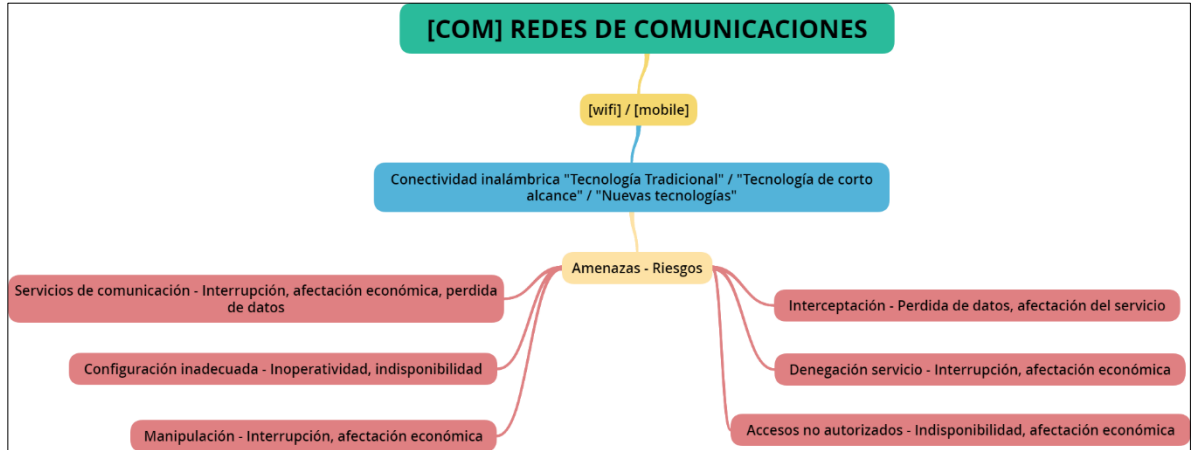 [COM] REDES DE COMUNICACIONES
[wifi] / [mobile]
Conectividad inalámbrica "Tecnología Tradicional" / "Tecnología de corto
alcance" / "Nuevas tecnologías"
Amenazas - Riesgos
Servicios de comunicación - Interrupción, afectación económica, perdida
de datos
Configuración inadecuada - Inoperatividad, indisponibilidad
Manipulación - Interrupción, afectación económica
Interceptación - Perdida de datos, afectación del servicio
Denegación servicio - Interrupción, afectación económica
Accesos no autorizados - Indisponibilidad, afectación económica